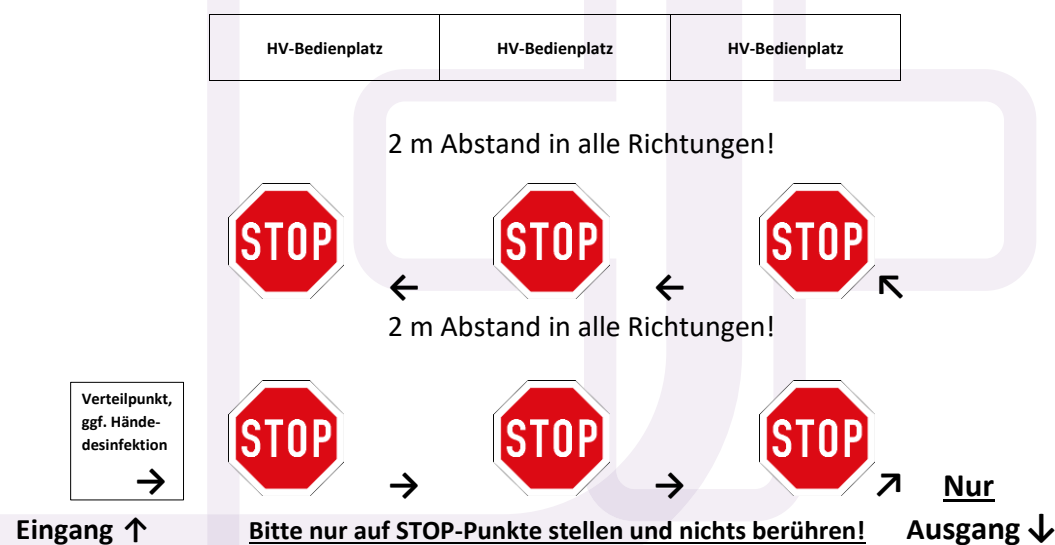 HV-Bedienplatz HV-Bedienplatz HV-Bedienplatz
2 m Abstand in alle Richtungen!
STOP STOP STOP
← ← ↖
2 m Abstand in alle Richtungen!
Verteilpunkt,
ggf. Hände-
desinfektion
→
STOP STOP STOP
→ → ↗
Nur
Eingang ↑ Bitte nur auf STOP-Punkte stellen und nichts berühren! Ausgang ↓